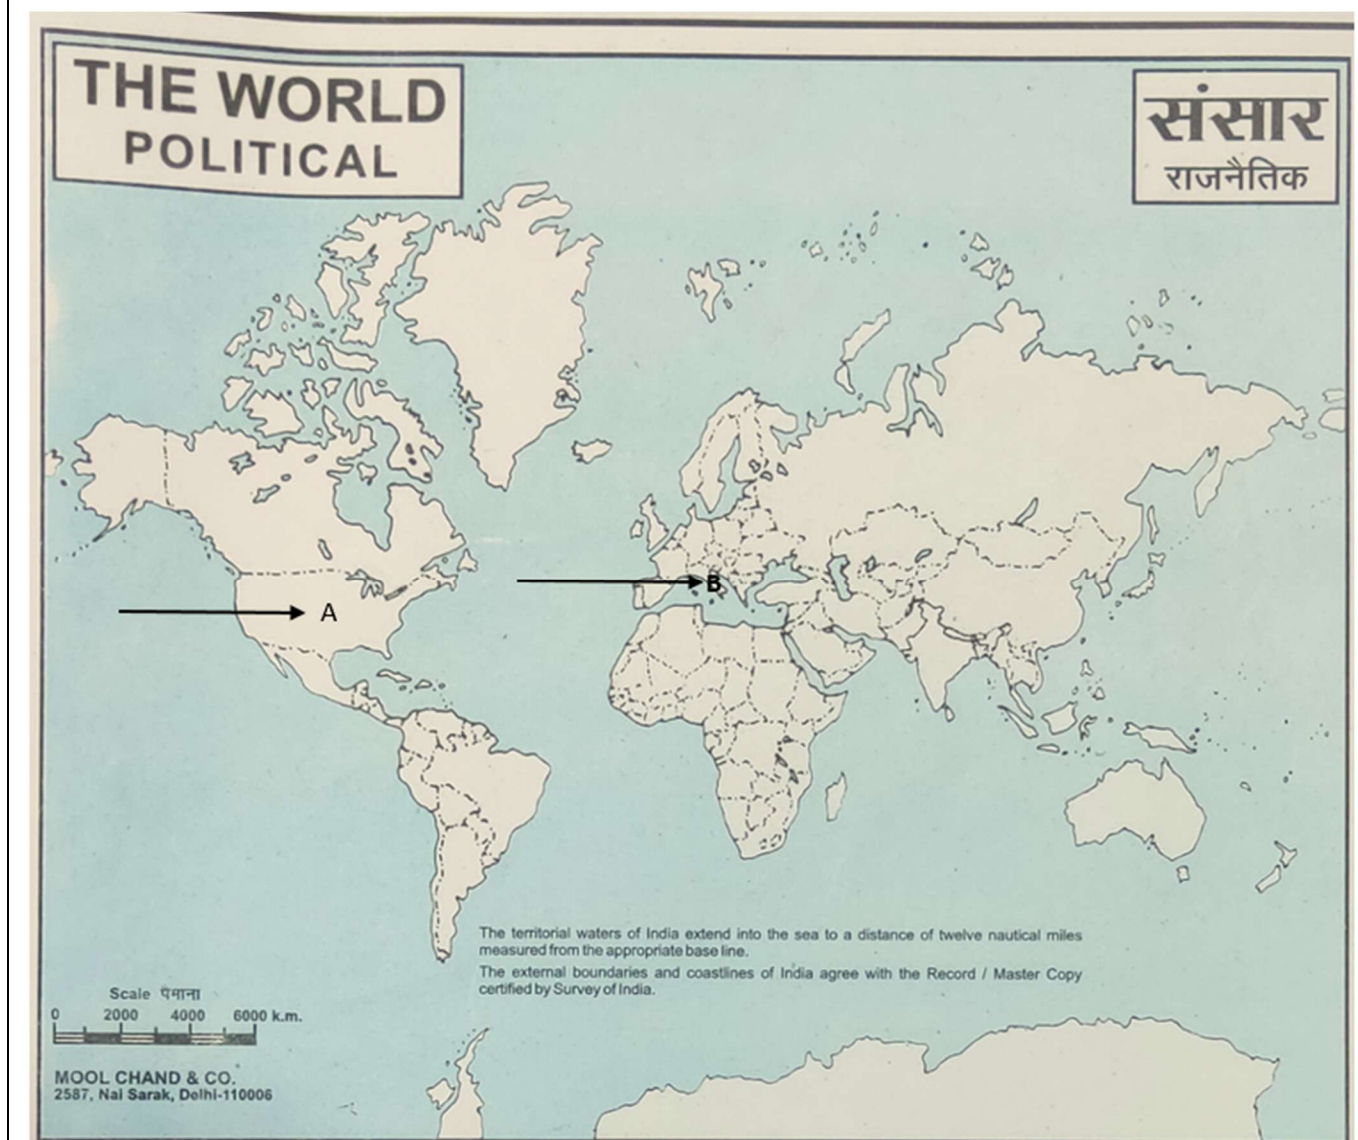 THE WORLD
POLITICAL
संसार
राजनैतिक
A
B
The territorial waters of India extend into the sea to a distance of twelve nautical miles
measured from the appropriate base line.
The external boundaries and coastlines of India agree with the Record / Master Copy
certified by Survey of India.
Scale पैमाना
0 2000 4000 6000 k.m.
MOOL CHAND & CO.
2587, Nai Sarak, Delhi-110006